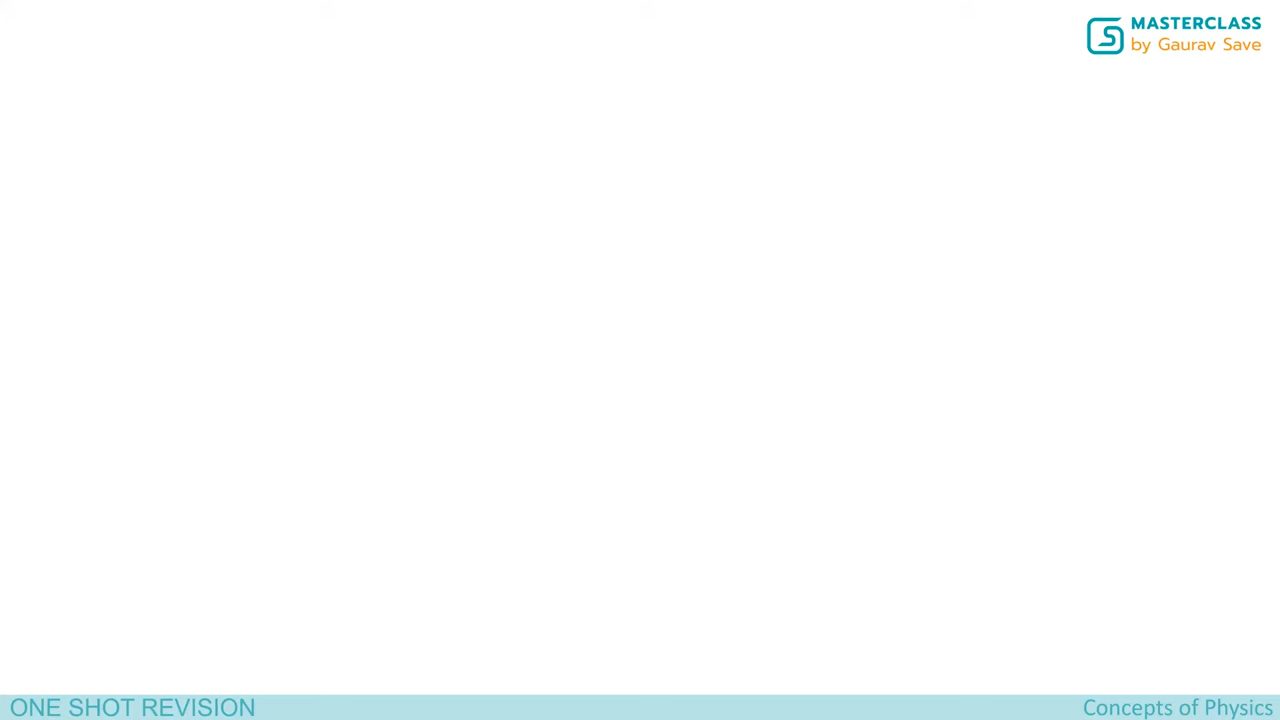 MASTERCLASS
by Gaurav Save
ONE SHOT REVISION
Concepts of Physics